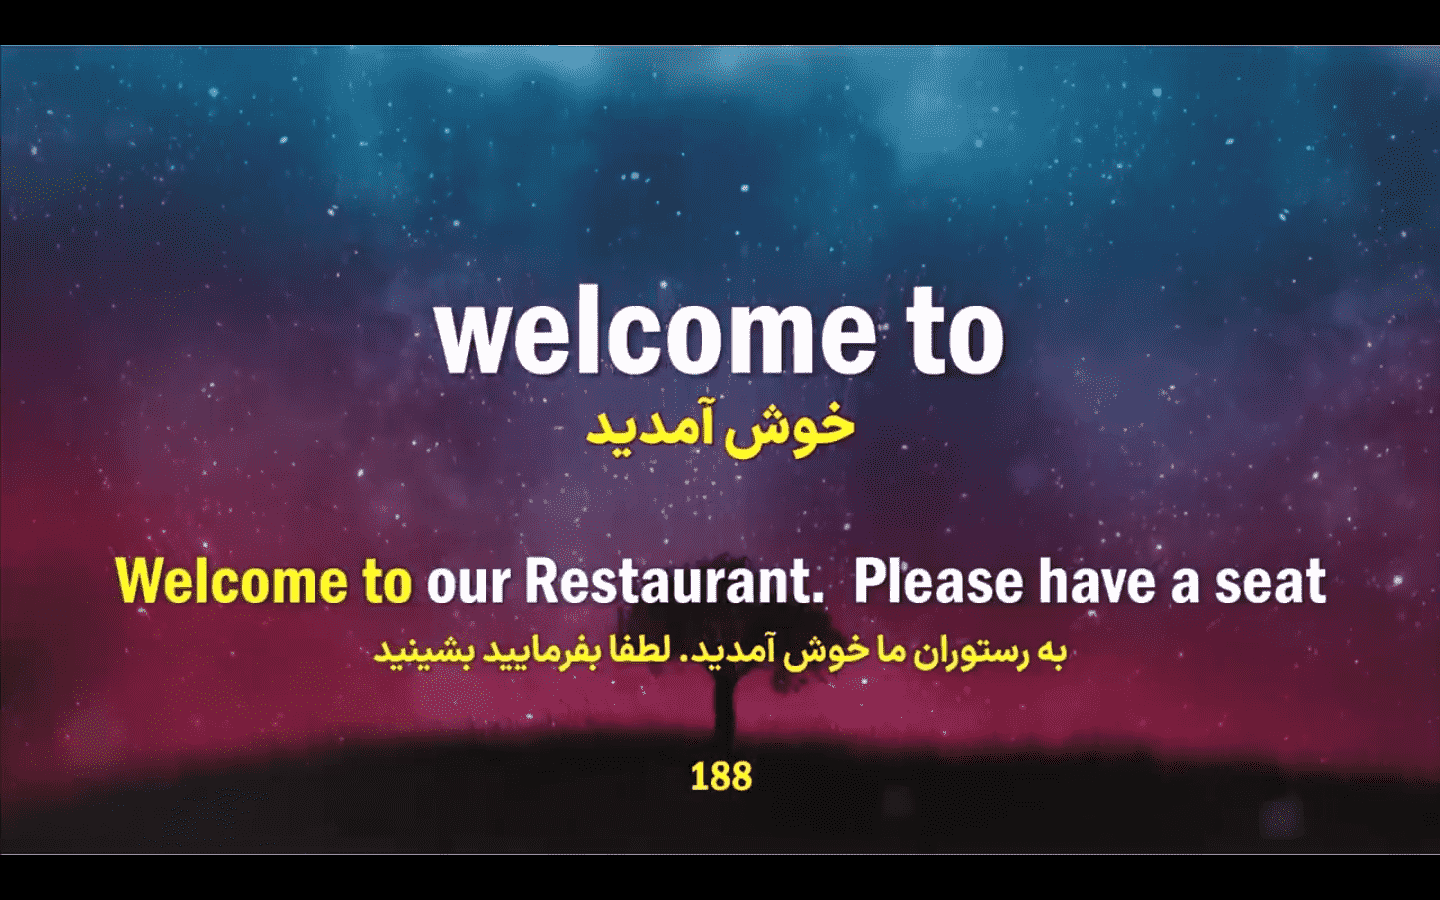 welcome to
خوش آمدید
Welcome to our Restaurant. Please have a seat
به رستوران ما خوش آمدید. لطفا بفرمایید بشینید
188